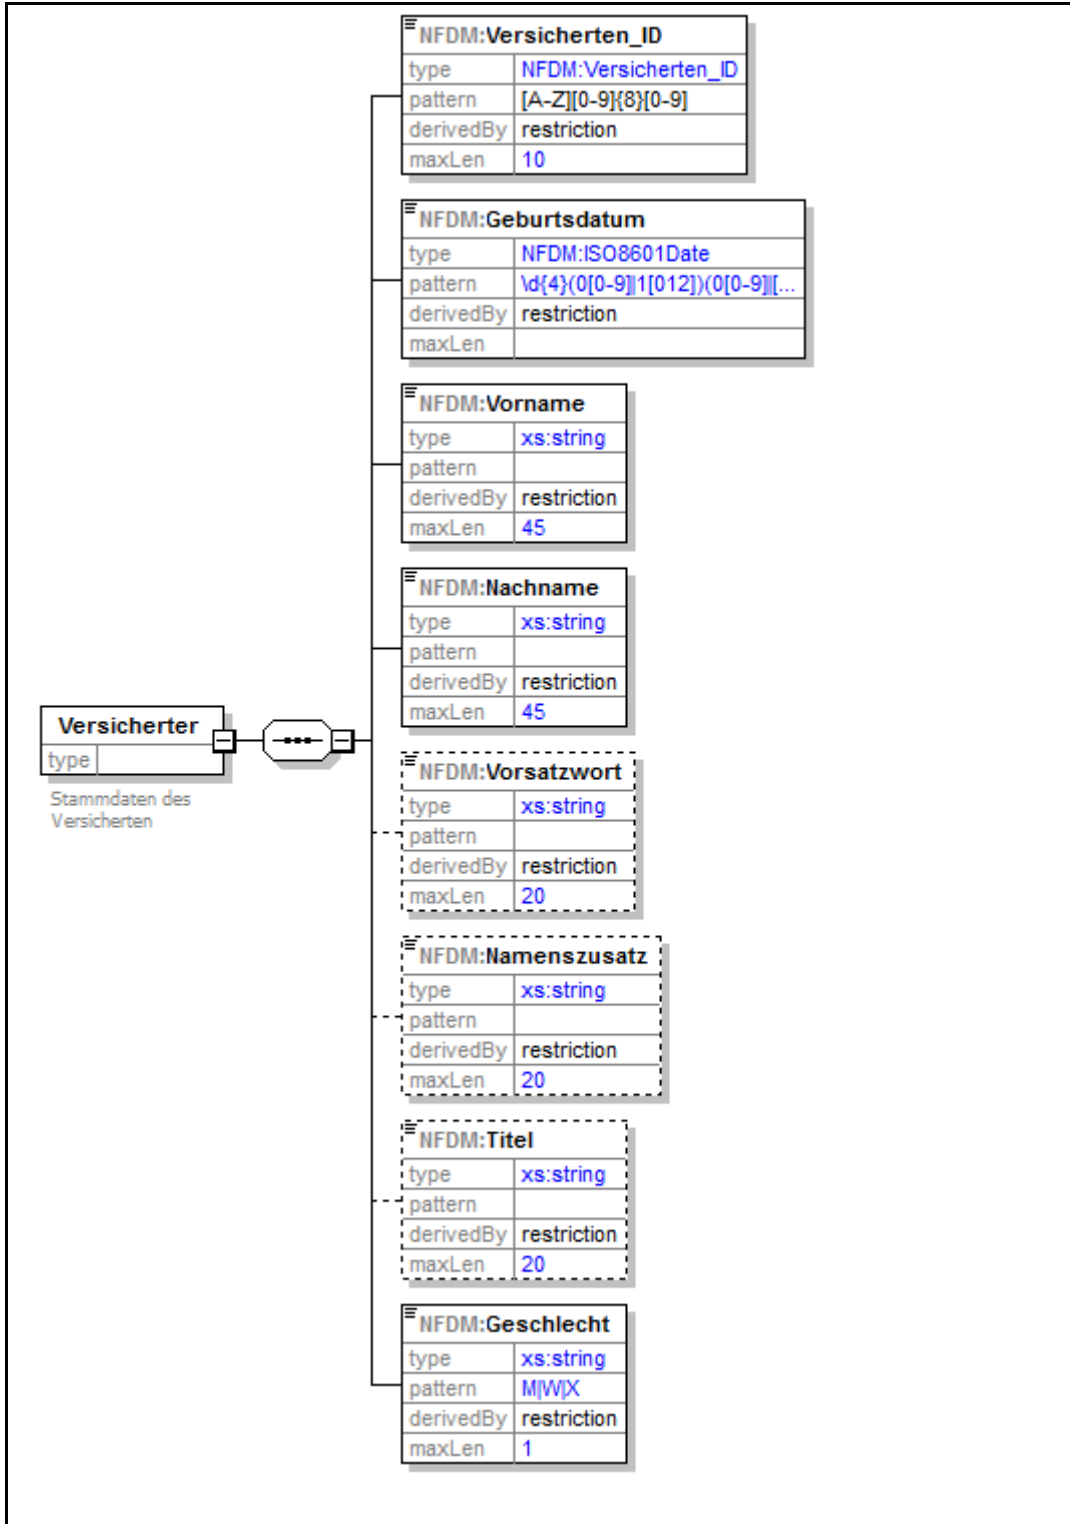 NFDM:Versicherten_ID
type NFDM:Versicherten_ID
pattern [A-Z][0-9]{8}[0-9]
derivedBy restriction
maxLen 10
NFDM:Geburtsdatum
type NFDM:ISO8601Date
pattern \d{4}(0[0-9]|1[012])(0[0-9]|[...
derivedBy restriction
maxLen
NFDM:Vorname
type xs:string
pattern
derivedBy restriction
maxLen 45
NFDM:Nachname
type xs:string
pattern
derivedBy restriction
maxLen 45
Versicherter
type
Stammdaten des
Versicherten
NFDM:Vorsatzwort
type xs:string
pattern
derivedBy restriction
maxLen 20
NFDM:Namenszusatz
type xs:string
pattern
derivedBy restriction
maxLen 20
NFDM:Titel
type xs:string
pattern
derivedBy restriction
maxLen 20
NFDM:Geschlecht
type xs:string
pattern M|W|X
derivedBy restriction
maxLen 1